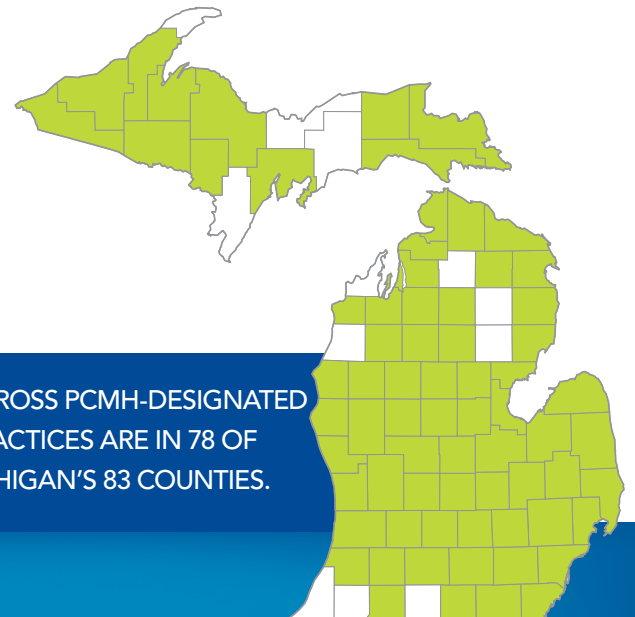 ROSS PCMH-DESIGNATED
ACTICES ARE IN 78 OF
HIGAN'S 83 COUNTIES.